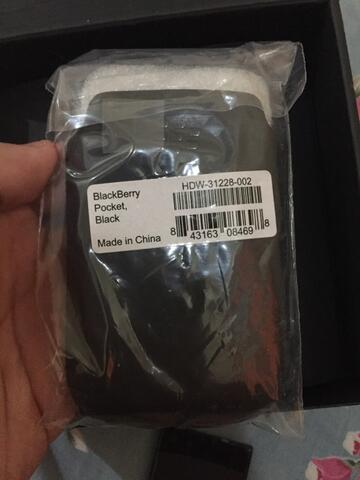 BlackBerry
Pocket,
Black
Made in China
HDW-31228-002
8 43163 08469 8